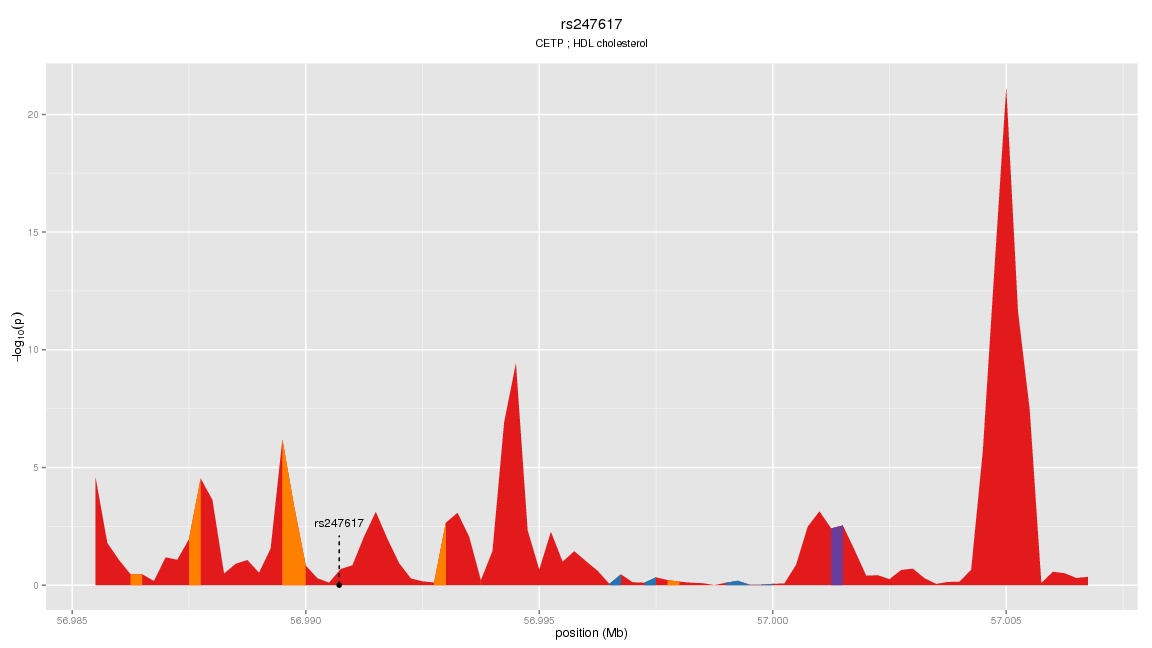 rs247617
CETP ; HDL cholesterol
−log10(p)
20
15
10
5
0
rs247617
56.985
56.990
56.995
57.000
57.005
position (Mb)